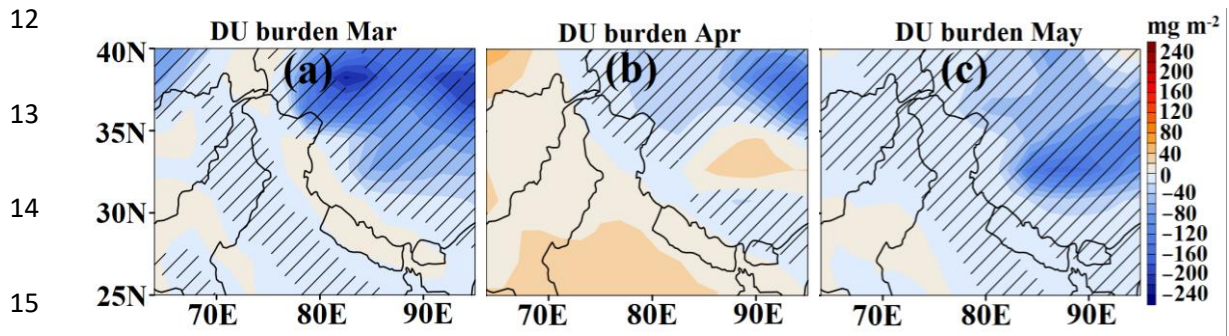 12
DU burden Mar
DU burden Apr
DU burden May
mg m-2
40N
(a)
(b)
(c)
240
200
160
120
80
40
0
−40
−80
−120
−160
−200
−240
13
35N
14
30N
15
25N
70E
80E
90E
70E
80E
90E
70E
80E
90E